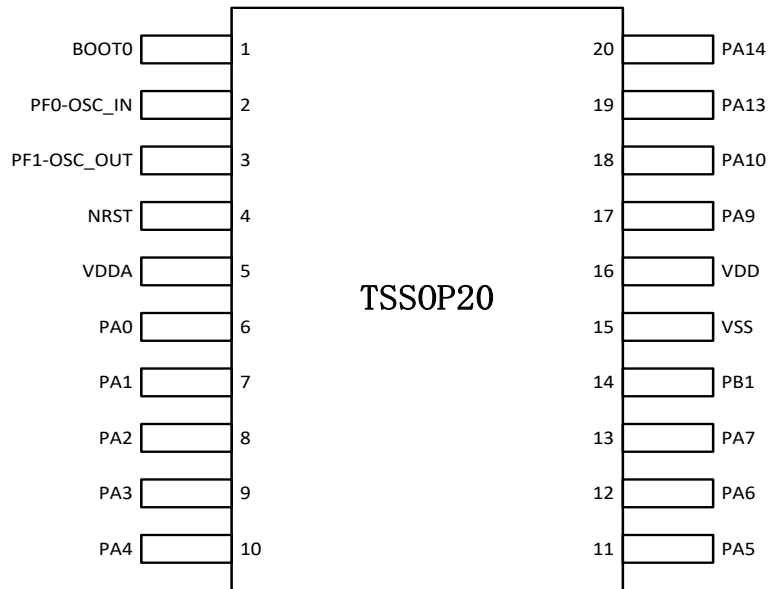 BOOT0 1 20 PA14
PF0-OSC_IN 2 19 PA13
PF1-OSC_OUT 3 18 PA10
NRST 4 17 PA9
VDDA 5 16 VDD
TSSOP20
PA0 6 15 VSS
PA1 7 14 PB1
PA2 8 13 PA7
PA3 9 12 PA6
PA4 10 11 PA5